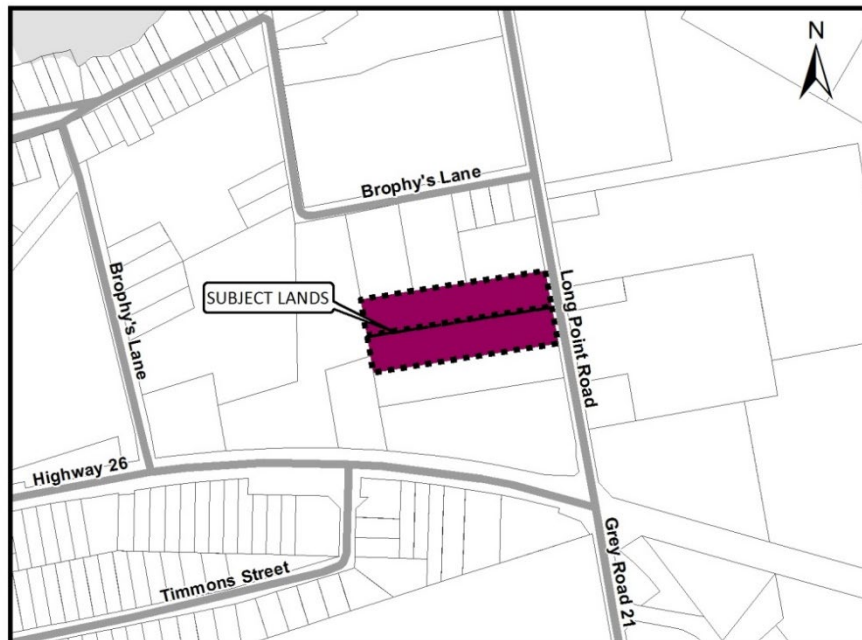 N
Brophy's Lane
SUBJECT LANDS
Brophy's Lane
Long Point Road
Highway 26
Timmons Street
Grey Road 21